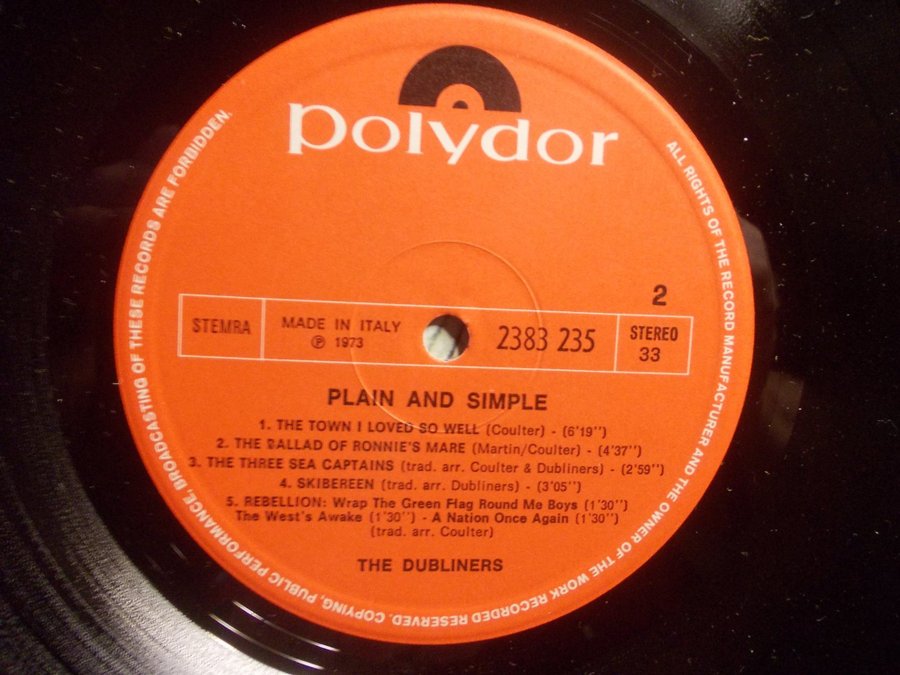 polydor
2
STEMRA
MADE IN ITALY
℗ 1973
2383 235
STEREO
33
PLAIN AND SIMPLE
1. THE TOWN I LOVED SO WELL (Coulter) - (6'19'')
2. THE BALLAD OF RONNIE'S MARE (Martin/Coulter) - (4'37'')
3. THE THREE SEA CAPTAINS (trad. arr. Coulter & Dubliners) - (2'59'')
4. SKIBEREEN (trad. arr. Dubliners) - (3'05'')
5. REBELLION: Wrap The Green Flag Round Me Boys (1'30'')
The West's Awake (1'30'') - A Nation Once Again (1'30'')
(trad. arr. Coulter)
THE DUBLINERS
ALL RIGHTS OF THE RECORD MANUFACTURER AND THE OWNER OF THE WORK RECORDED RESERVED. COPYING, PUBLIC PERFORMANCE, BROADCASTING OF THESE RECORDS ARE FORBIDDEN.